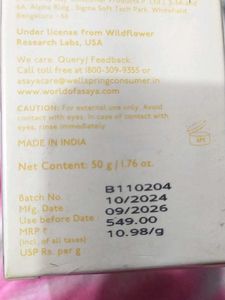 6A "Alpha Bldg., Sigma Soft Tech Park, Whitefield
Bengaluru - 66
Under license from Wildflower
Research Labs, USA
We care. Query/ Feedback
Call toll free at 1800-309-9355 or
asayacare@wellspringconsumer.in
www.worldofasaya.com
CAUTION: For external use only. Avoid
contact with eyes. In case of contact with
eyes, rinse immediately
MADE IN INDIA
Net Content: 50 g | 1.76 oz.
Batch No. B110204
Mfg. Date : 10/2024
Use before Date : 09/2026
MRP ₹ : 549.00
(incl. of all taxes)
USP Rs. per g 10.98/g